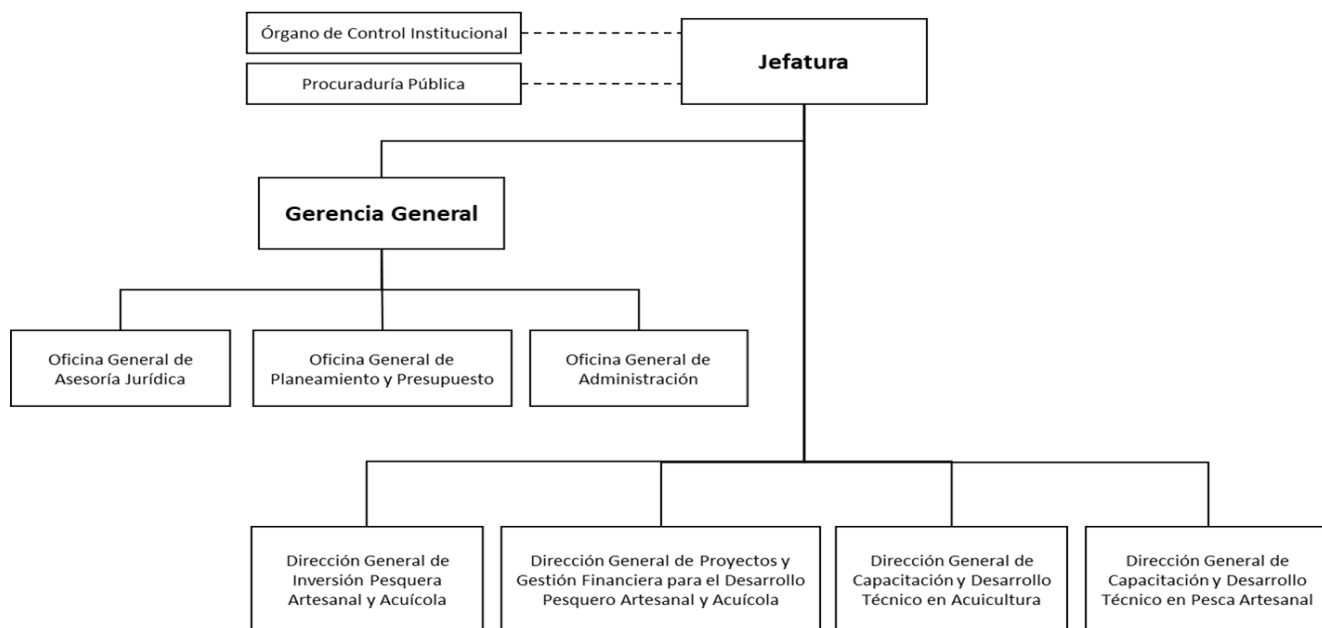 Órgano de Control Institucional
Procuraduría Pública
Jefatura
Gerencia General
Oficina General de
Asesoría Jurídica
Oficina General de
Planeamiento y Presupuesto
Oficina General de
Administración
Dirección General de
Inversión Pesquera
Artesanal y Acuícola
Dirección General de Proyectos y
Gestión Financiera para el Desarrollo
Pesquero Artesanal y Acuícola
Dirección General de
Capacitación y Desarrollo
Técnico en Acuicultura
Dirección General de
Capacitación y Desarrollo
Técnico en Pesca Artesanal